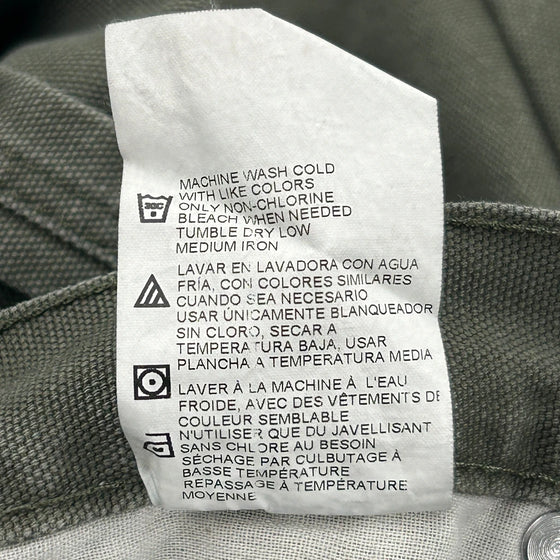 MACHINE WASH COLD
WITH LIKE COLORS
ONLY NON-CHLORINE
BLEACH WHEN NEEDED
TUMBLE DRY LOW
MEDIUM IRON
LAVAR EN LAVADORA CON AGUA
FRÍA, CON COLORES SIMILARES
CUANDO SEA NECESARIO
USAR ÚNICAMENTE BLANQUEADOR
SIN CLORO, SECAR A
TEMPERATURA BAJA, USAR
PLANCHA A TEMPERATURA MEDIA
LAVER À LA MACHINE À L'EAU
FROIDE, AVEC DES VÊTEMENTS DE
COULEUR SEMBLABLE
N'UTILISER QUE DU JAVELLISANT
SANS CHLORE AU BESOIN
SÉCHAGE PAR CULBUTAGE À
BASSE TEMPÉRATURE
REPASSAGE À TEMPÉRATURE
MOYENNE